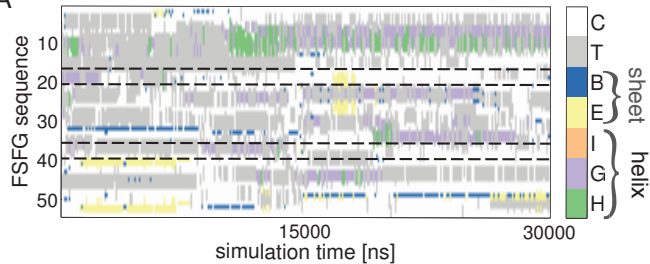 A
FSFG sequence
10
20
30
40
50
15000
30000
simulation time [ns]
C
T
B
E
I
G
H
sheet
helix